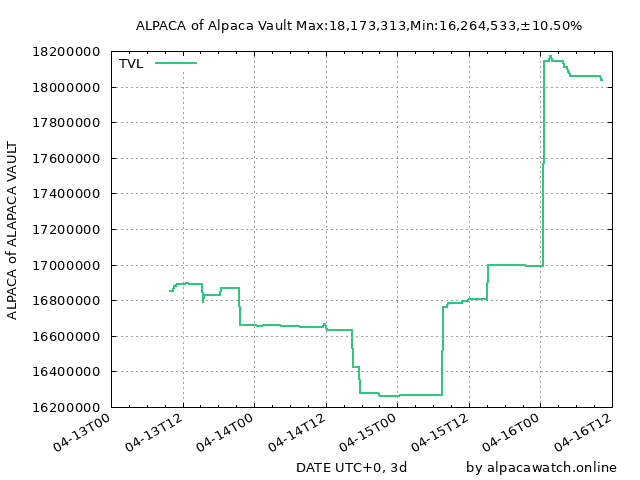 ALPACA of Alpaca Vault Max:18,173,313,Min:16,264,533,±10.50%
TVL
18200000
18000000
17800000
17600000
17400000
17200000
17000000
16800000
16600000
16400000
16200000
ALPACA of ALAPACA VAULT
04-13T00
04-13T12
04-14T00
04-14T12
04-15T00
04-15T12
04-16T00
04-16T12
DATE UTC+0, 3d
by alpacawatch.online